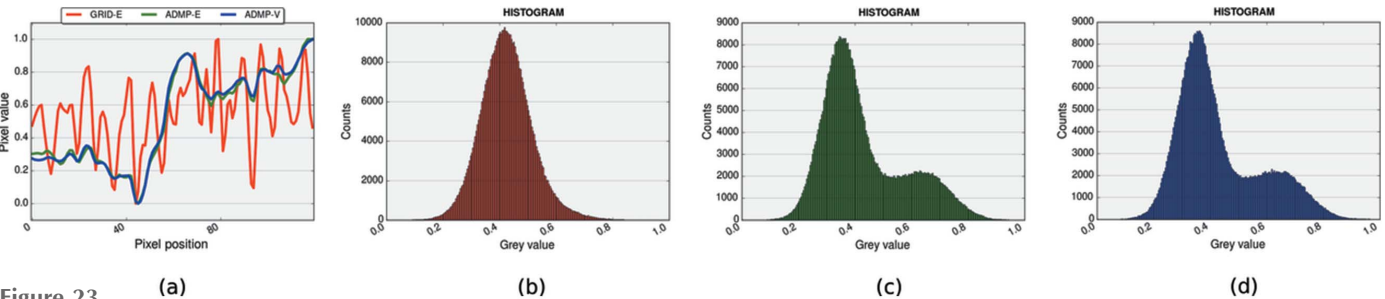 GRID-E ADMP-E ADMP-V
1.0
0.8
0.6
0.4
0.2
0.0
Pixel value
0 40 80
Pixel position
(a)
HISTOGRAM
10000
8000
6000
4000
2000
0
Counts
0.0 0.2 0.4 0.6 0.8 1.0
Grey value
(b)
HISTOGRAM
9000
8000
7000
6000
5000
4000
3000
2000
1000
0
Counts
0.0 0.2 0.4 0.6 0.8 1.0
Grey value
(c)
HISTOGRAM
9000
8000
7000
6000
5000
4000
3000
2000
1000
0
Counts
0.0 0.2 0.4 0.6 0.8 1.0
Grey value
(d)
Figure 23